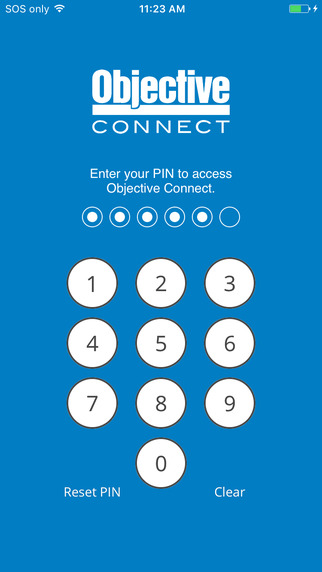 SOS only 11:23 AM
Objective
CONNECT
Enter your PIN to access
Objective Connect.
1 2 3
4 5 6
7 8 9
0
Reset PIN Clear